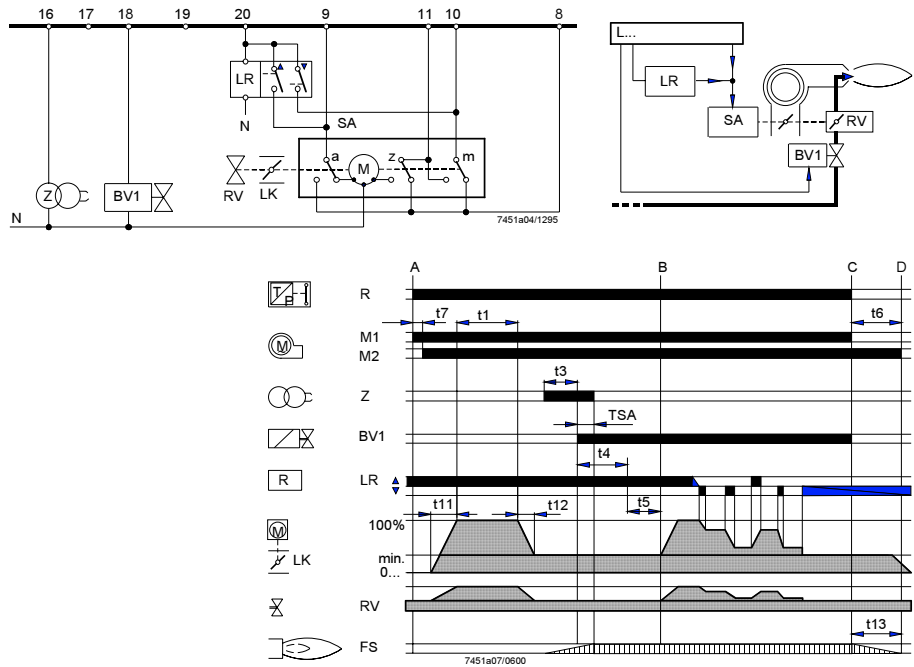 16 17 18 19 20 9 11 10 8
L...
LR
LR
N
SA
SA
RV
BV1
a
M
z
m
RV LK
Z
BV1
N
7451a04/1295
A B C D
R
t7 t1 t6
M1
M
M2
t3
Z
TSA
BV1
t4
R
LR
t11 t12 t5
100%
M
LK
min.
0...
RV
t13
FS
7451a07/0600